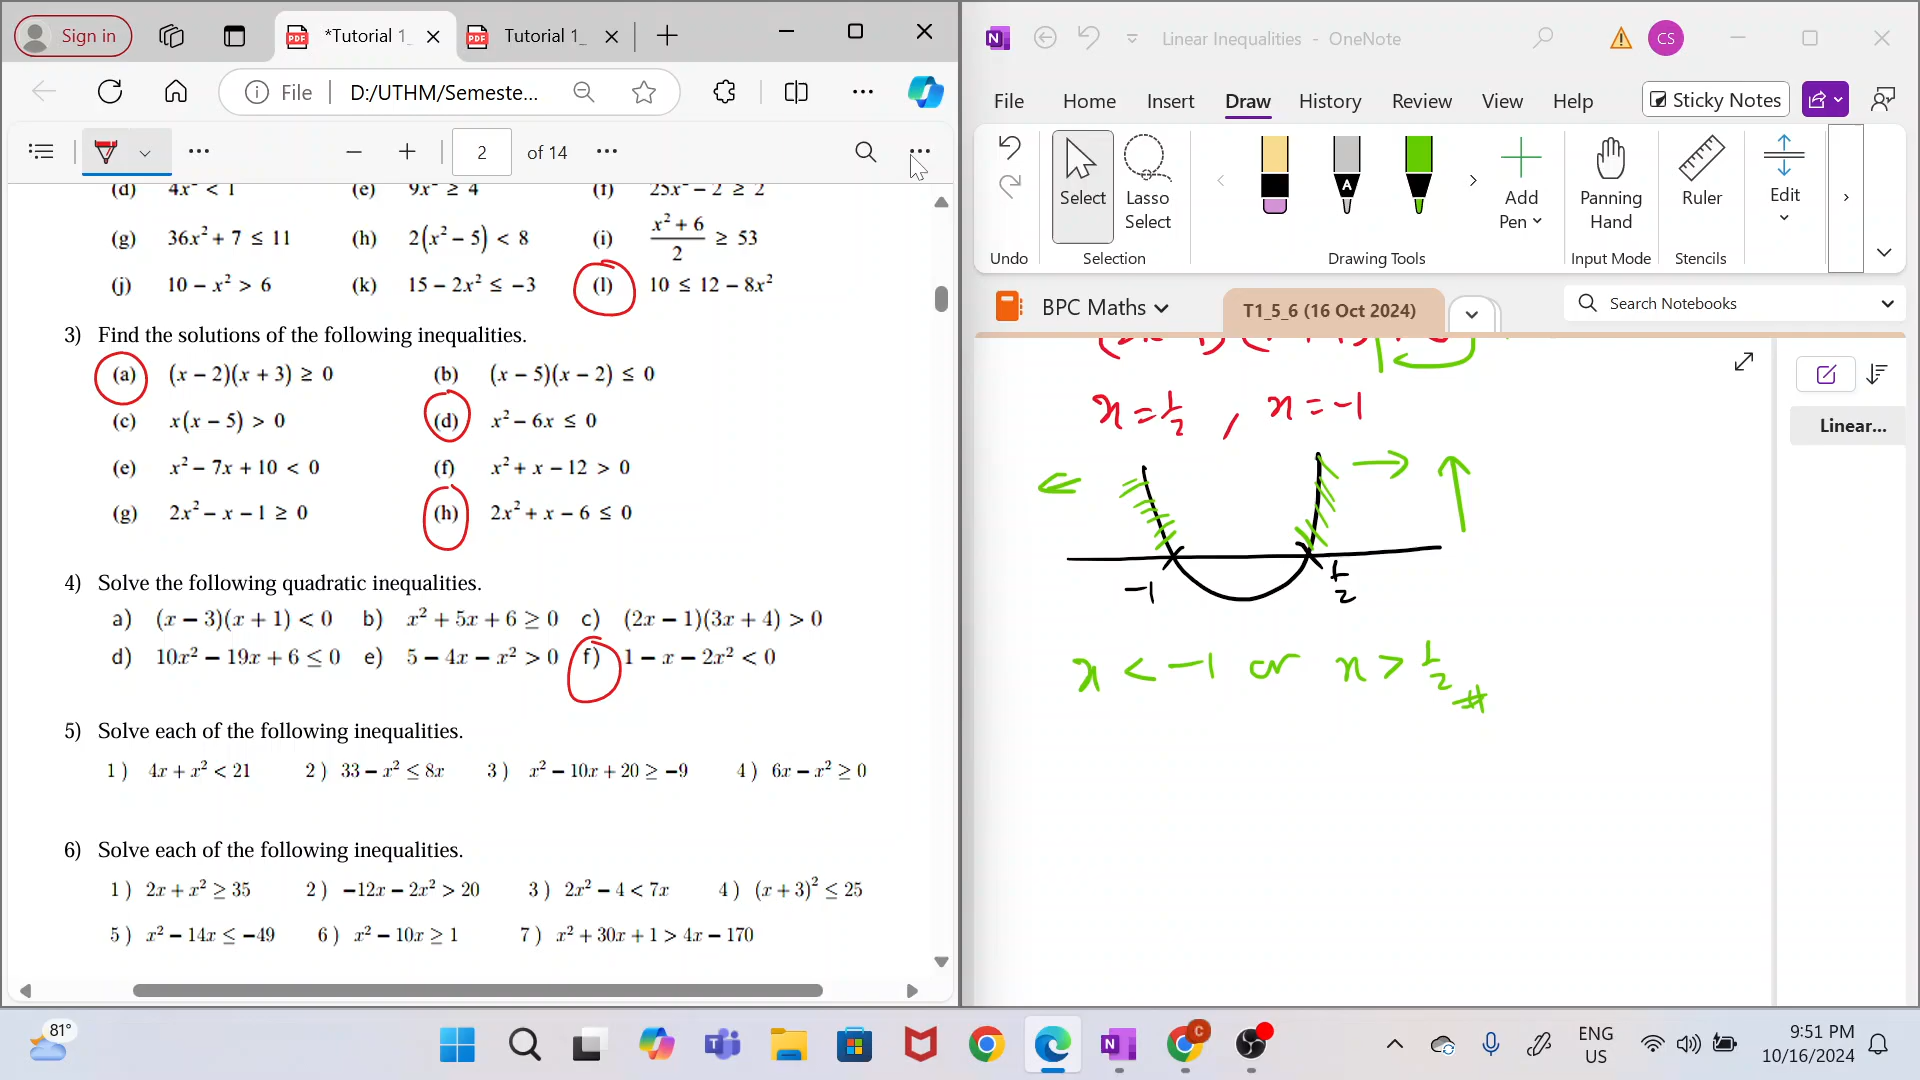 Sign in
*Tutorial 1_
Tutorial 1_
File
D:/UTHM/Semeste...
2 of 14
(d) 4x² < 1 (e) 9x² ≥ 4 (f) 25x² − 2 ≥ 2
(g) 36x² + 7 ≤ 11 (h) 2(x² − 5) < 8 (i) (x² + 6)/2 ≥ 53
(j) 10 − x² > 6 (k) 15 − 2x² ≤ −3 (l) 10 ≤ 12 − 8x²
3) Find the solutions of the following inequalities.
(a) (x − 2)(x + 3) ≥ 0 (b) (x − 5)(x − 2) ≤ 0
(c) x(x − 5) > 0 (d) x² − 6x ≤ 0
(e) x² − 7x + 10 < 0 (f) x² + x − 12 > 0
(g) 2x² − x − 1 ≥ 0 (h) 2x² + x − 6 ≤ 0
4) Solve the following quadratic inequalities.
a) (x − 3)(x + 1) < 0 b) x² + 5x + 6 ≥ 0 c) (2x − 1)(3x + 4) > 0
d) 10x² − 19x + 6 ≤ 0 e) 5 − 4x − x² > 0 f) 1 − x − 2x² < 0
5) Solve each of the following inequalities.
1) 4x + x² < 21 2) 33 − x² ≤ 8x 3) x² − 10x + 20 ≥ −9 4) 6x − x² ≥ 0
6) Solve each of the following inequalities.
1) 2x + x² ≥ 35 2) −12x − 2x² > 20 3) 2x² − 4 < 7x 4) (x + 3)² ≤ 25
5) x² − 14x ≤ −49 6) x² − 10x ≥ 1 7) x² + 30x + 1 > 4x − 170
Linear Inequalities - OneNote
CS
File Home Insert Draw History Review View Help
Sticky Notes
Select
Lasso Select
A
Add Pen
Panning Hand
Ruler
Edit
Undo Selection Drawing Tools Input Mode Stencils
BPC Maths
T1_5_6 (16 Oct 2024)
Search Notebooks
Linear...
x = 1/2 , x = −1
−1 1/2
x < −1 or x > 1/2 #
81°
ENG
US
9:51 PM
10/16/2024